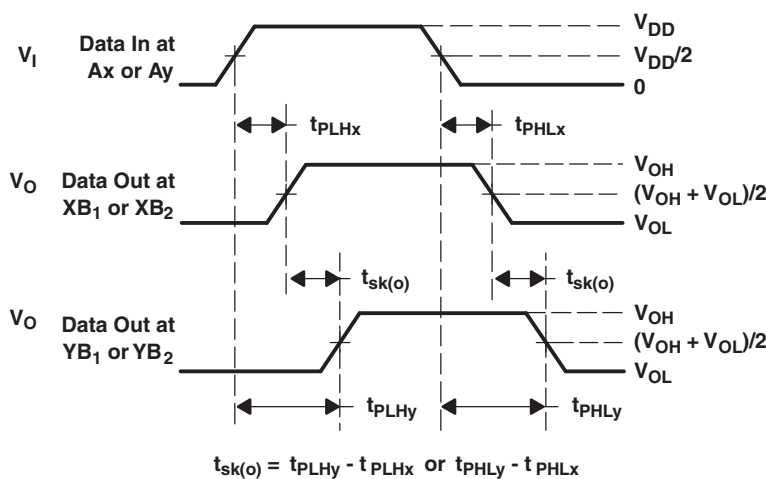 V_I
Data In at
Ax or Ay
V_DD
V_DD/2
0
t_PLHx
t_PHLx
V_O
Data Out at
XB_1 or XB_2
V_OH
(V_OH + V_OL)/2
V_OL
t_sk(o)
t_sk(o)
V_O
Data Out at
YB_1 or YB_2
V_OH
(V_OH + V_OL)/2
V_OL
t_PLHy
t_PHLy
t_sk(o) = t_PLHy - t_PLHx or t_PHLy - t_PHLx